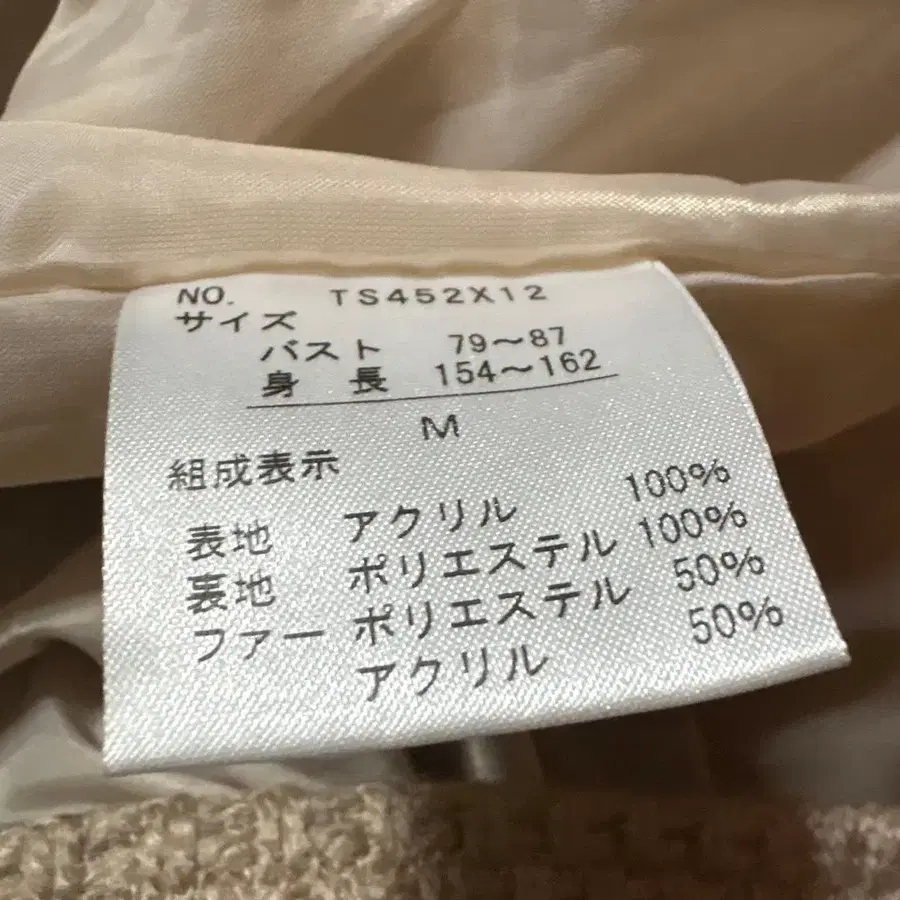 NO. TS452X12
サイズ
バスト 79〜87
身長 154〜162
M
組成表示
表地 アクリル 100%
裏地 ポリエステル 100%
ファー ポリエステル 50%
アクリル 50%